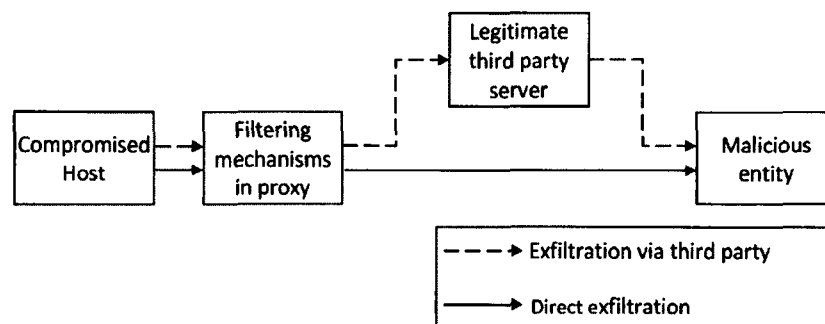 Legitimate
third party
server
Compromised
Host
Filtering
mechanisms
in proxy
Malicious
entity
Exfiltration via third party
Direct exfiltration